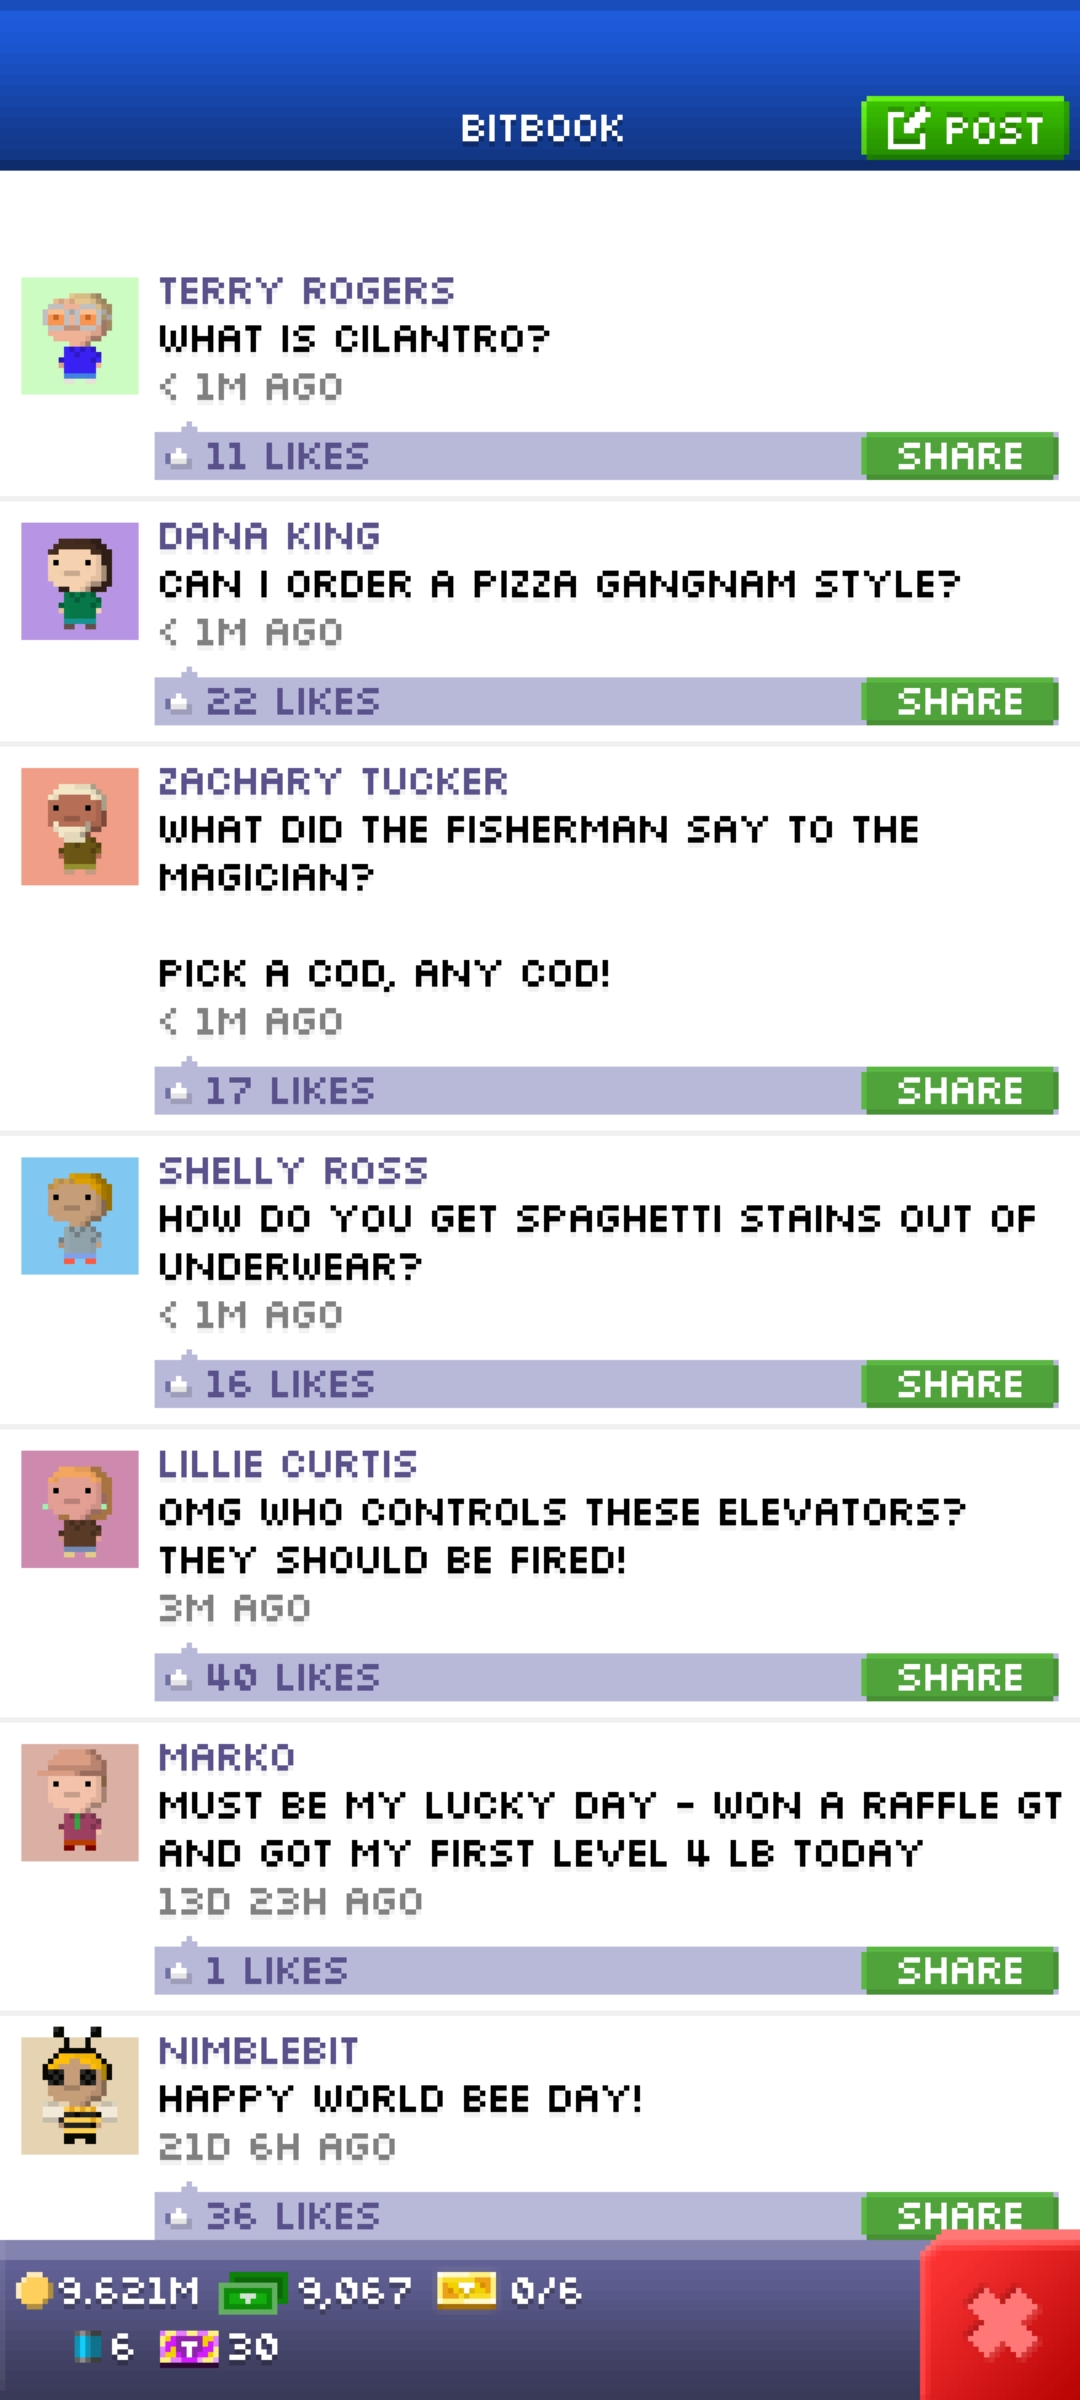 BITBOOK
POST
TERRY ROGERS
WHAT IS CILANTRO?
< 1M AGO
11 LIKES
SHARE
DANA KING
CAN I ORDER A PIZZA GANGNAM STYLE?
< 1M AGO
22 LIKES
SHARE
ZACHARY TUCKER
WHAT DID THE FISHERMAN SAY TO THE
MAGICIAN?
PICK A COD, ANY COD!
< 1M AGO
17 LIKES
SHARE
SHELLY ROSS
HOW DO YOU GET SPAGHETTI STAINS OUT OF
UNDERWEAR?
< 1M AGO
16 LIKES
SHARE
LILLIE CURTIS
OMG WHO CONTROLS THESE ELEVATORS?
THEY SHOULD BE FIRED!
3M AGO
40 LIKES
SHARE
MARKO
MUST BE MY LUCKY DAY - WON A RAFFLE GT
AND GOT MY FIRST LEVEL 4 LB TODAY
13D 23H AGO
1 LIKES
SHARE
NIMBLEBIT
HAPPY WORLD BEE DAY!
21D 6H AGO
36 LIKES
SHARE
9.621M 9,067 0/6
6 T 30